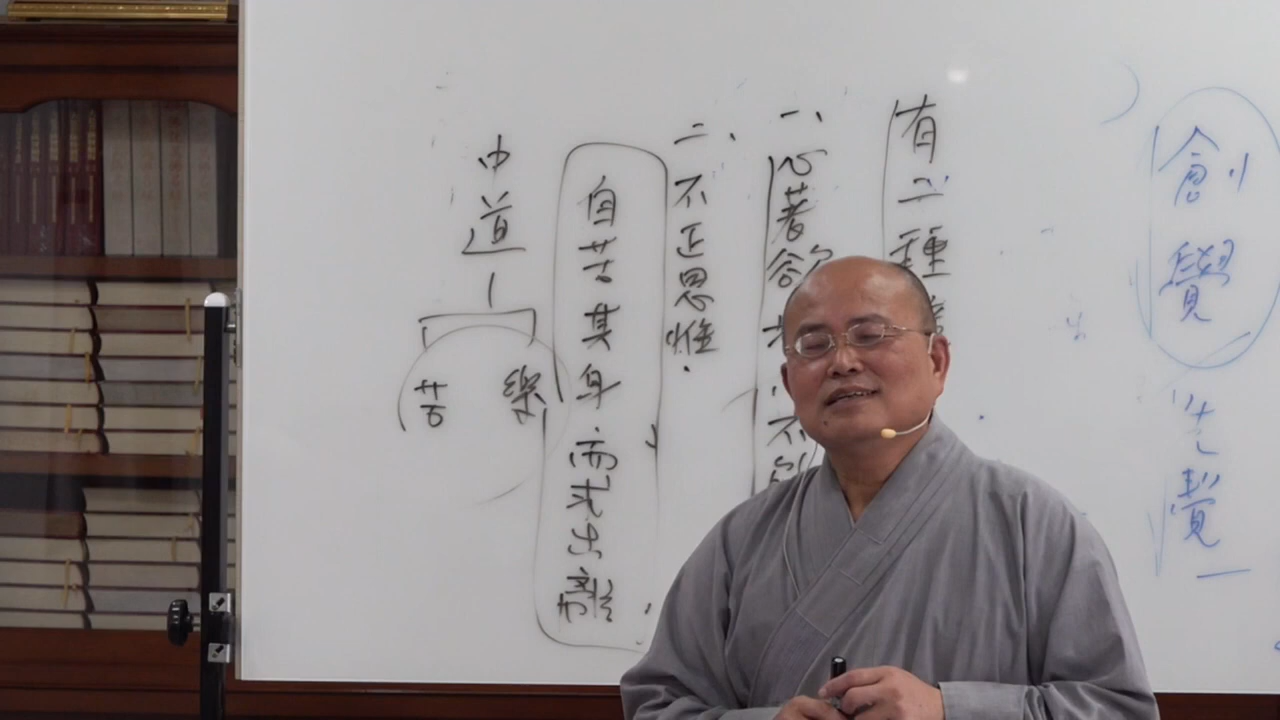 創覺
先覺
有二種
一、心著欲
不
二、不正思惟.
自苦其身而求出離.
中道
樂
苦